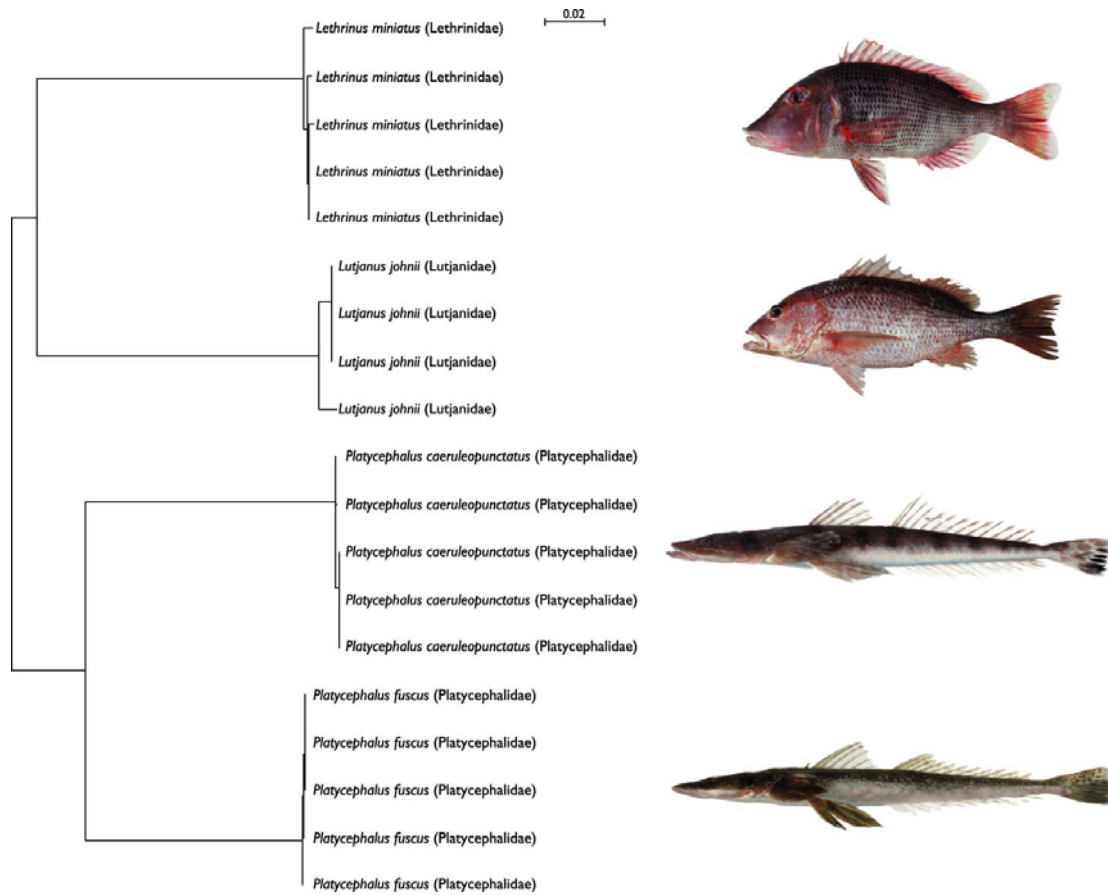 0.02
Lethrinus miniatus (Lethrinidae)
Lethrinus miniatus (Lethrinidae)
Lethrinus miniatus (Lethrinidae)
Lethrinus miniatus (Lethrinidae)
Lethrinus miniatus (Lethrinidae)
Lutjanus johnii (Lutjanidae)
Lutjanus johnii (Lutjanidae)
Lutjanus johnii (Lutjanidae)
Lutjanus johnii (Lutjanidae)
Platycephalus caeruleopunctatus (Platycephalidae)
Platycephalus caeruleopunctatus (Platycephalidae)
Platycephalus caeruleopunctatus (Platycephalidae)
Platycephalus caeruleopunctatus (Platycephalidae)
Platycephalus caeruleopunctatus (Platycephalidae)
Platycephalus fuscus (Platycephalidae)
Platycephalus fuscus (Platycephalidae)
Platycephalus fuscus (Platycephalidae)
Platycephalus fuscus (Platycephalidae)
Platycephalus fuscus (Platycephalidae)